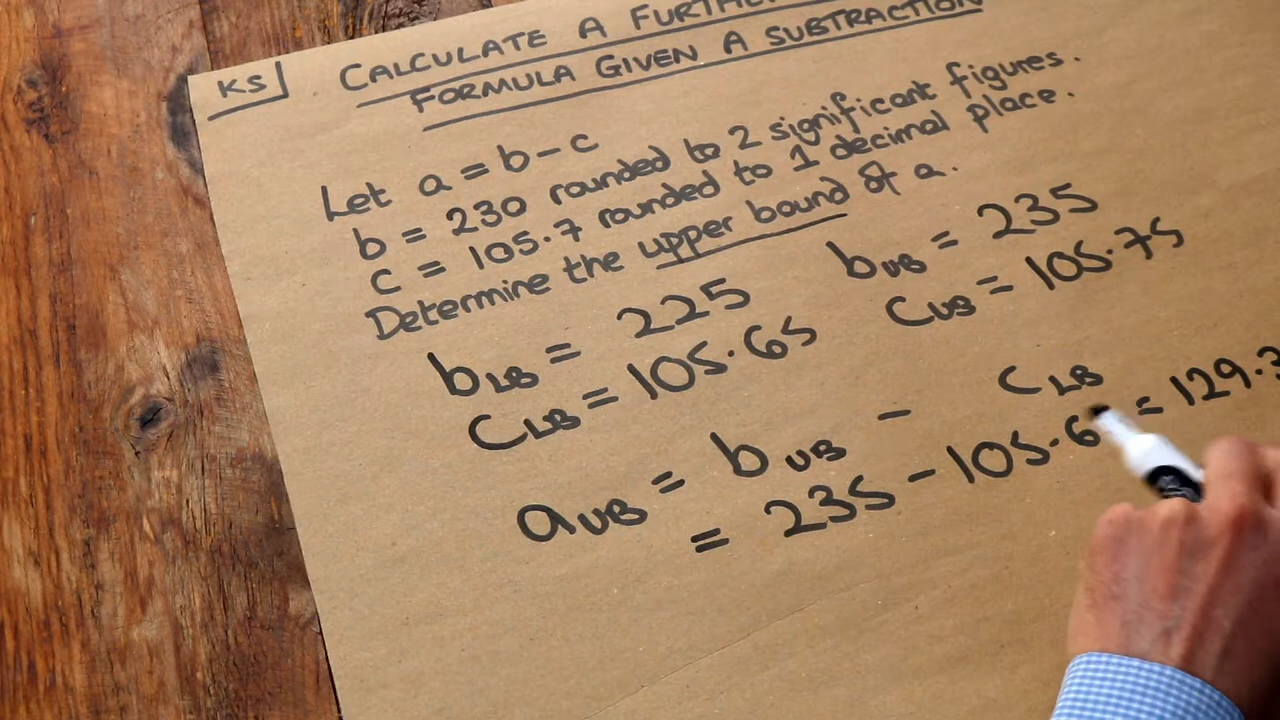 KS
CALCULATE A FURTHER
FORMULA GIVEN A SUBTRACTION
Let a = b - c
b = 230 rounded to 2 significant figures.
c = 105.7 rounded to 1 decimal place.
Determine the upper bound of a.
bLB = 225 bUB = 235
CLB = 105.65 CUB = 105.75
aUB = bUB - CLB
= 235 - 105.6 = 129.3